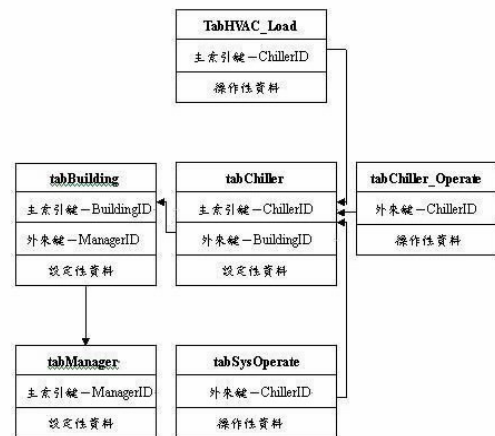 TabHVAC_Load
主索引鍵－ChillerID
操作性資料
tabBuilding
主索引鍵－BuildingID
外來鍵－ManagerID
設定性資料
tabChiller
主索引鍵－ChillerID
外來鍵－BuildingID
設定性資料
tabChiller_Operate
外來鍵－ChillerID
操作性資料
tabManager
主索引鍵－ManagerID
設定性資料
tabSysOperate
外來鍵－ChillerID
操作性資料